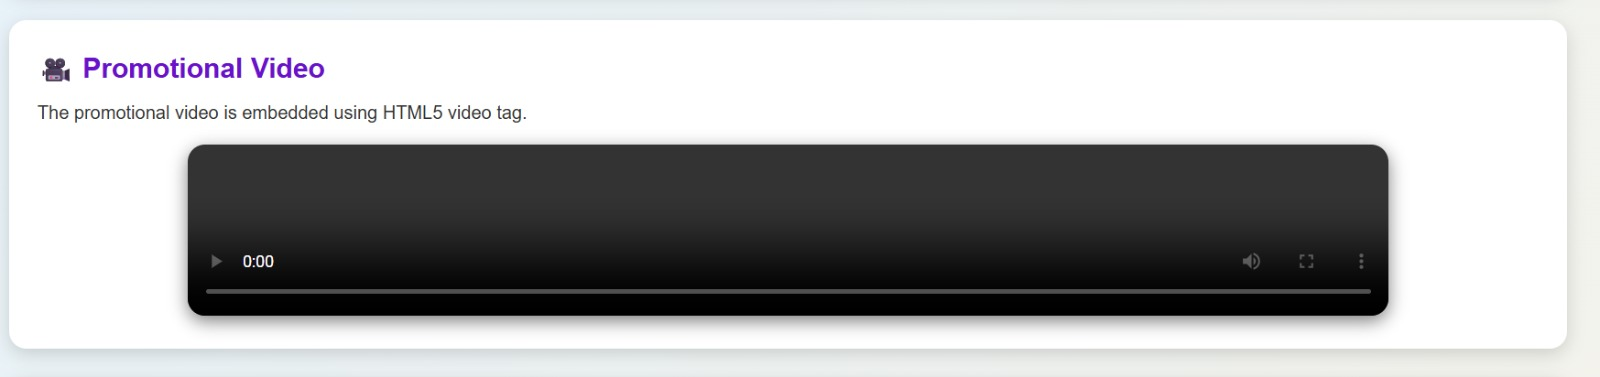 Promotional Video
The promotional video is embedded using HTML5 video tag.
0:00